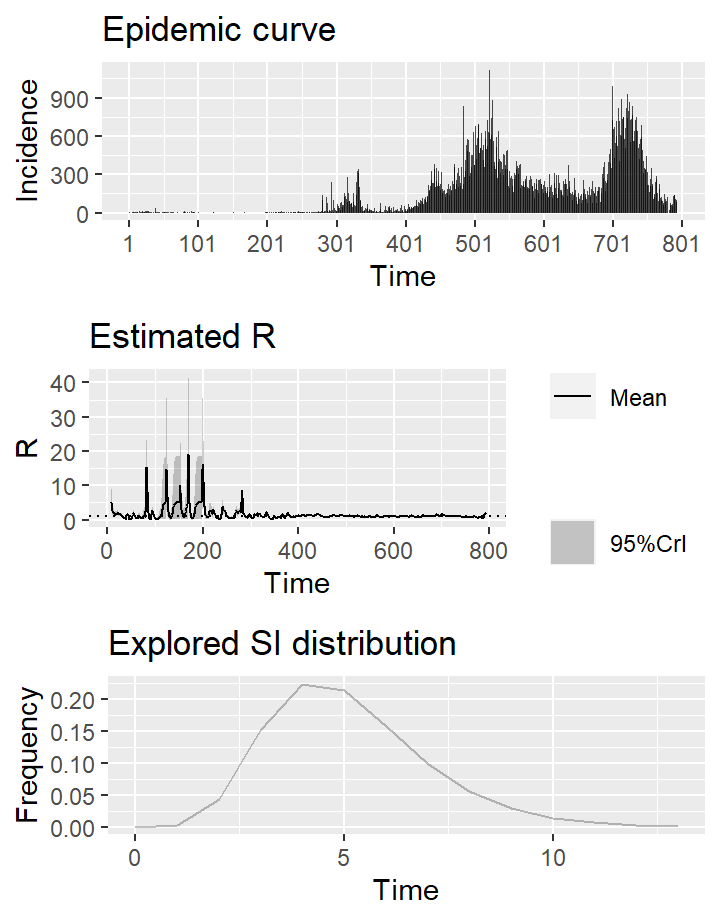 Epidemic curve
Incidence
900
600
300
0
1 101 201 301 401 501 601 701 801
Time
Estimated R
R
40
30
20
10
0
0 200 400 600 800
Time
Mean
95%CrI
Explored SI distribution
Frequency
0.20
0.15
0.10
0.05
0.00
0 5 10
Time